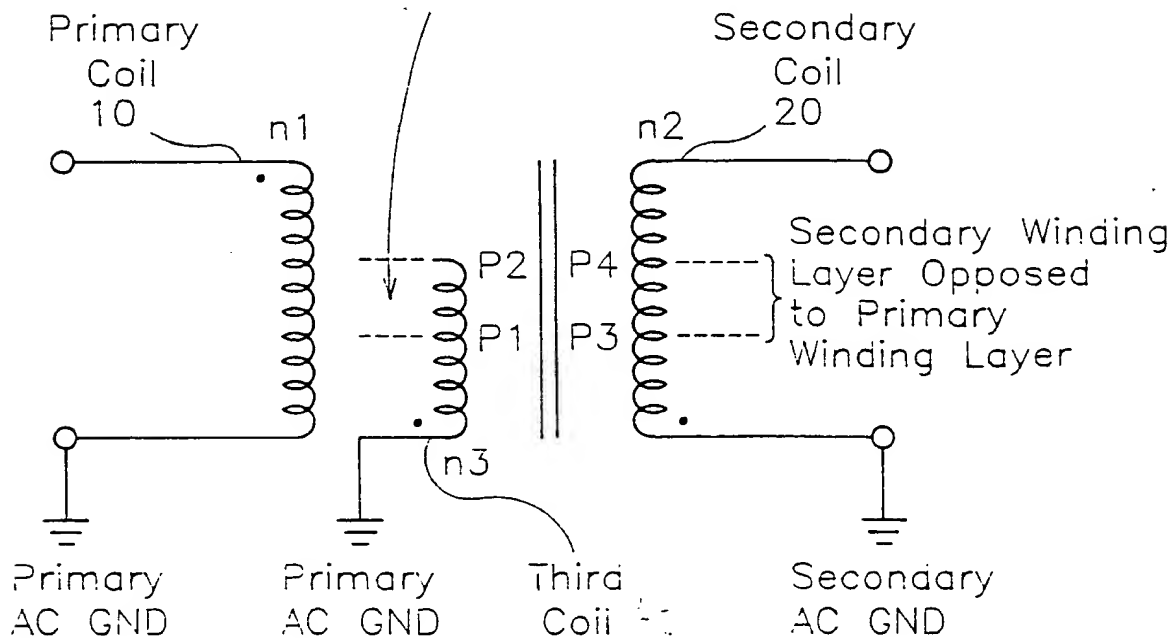 Primary
Coil
10
n1
Secondary
Coil
20
n2
P2
P4
P1
P3
Secondary Winding
Layer Opposed
to Primary
Winding Layer
n3
Primary
AC GND
Primary
AC GND
Third
Coil
Secondary
AC GND